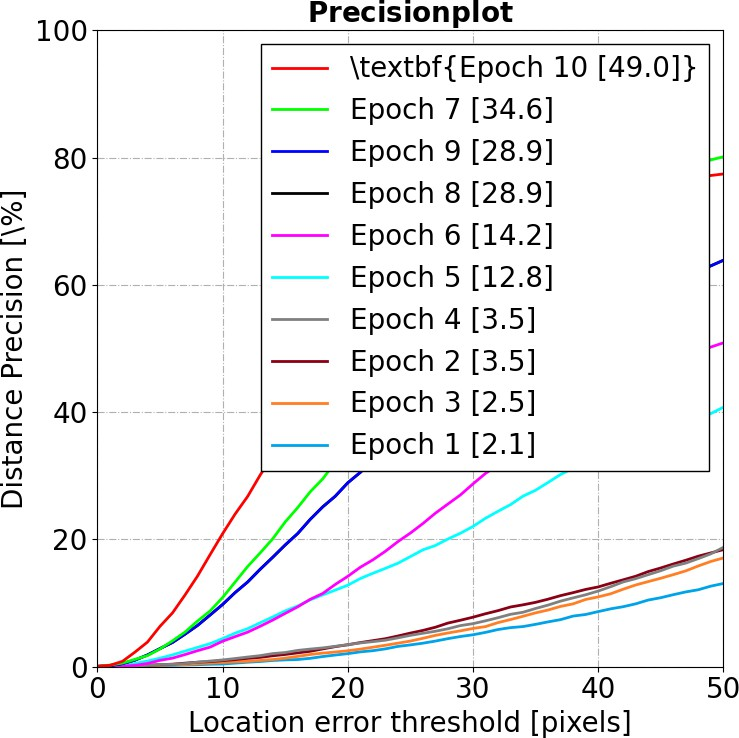 Precisionplot
100
80
60
40
20
0
Distance Precision [\%]
\textbf{Epoch 10 [49.0]}
Epoch 7 [34.6]
Epoch 9 [28.9]
Epoch 8 [28.9]
Epoch 6 [14.2]
Epoch 5 [12.8]
Epoch 4 [3.5]
Epoch 2 [3.5]
Epoch 3 [2.5]
Epoch 1 [2.1]
0 10 20 30 40 50
Location error threshold [pixels]